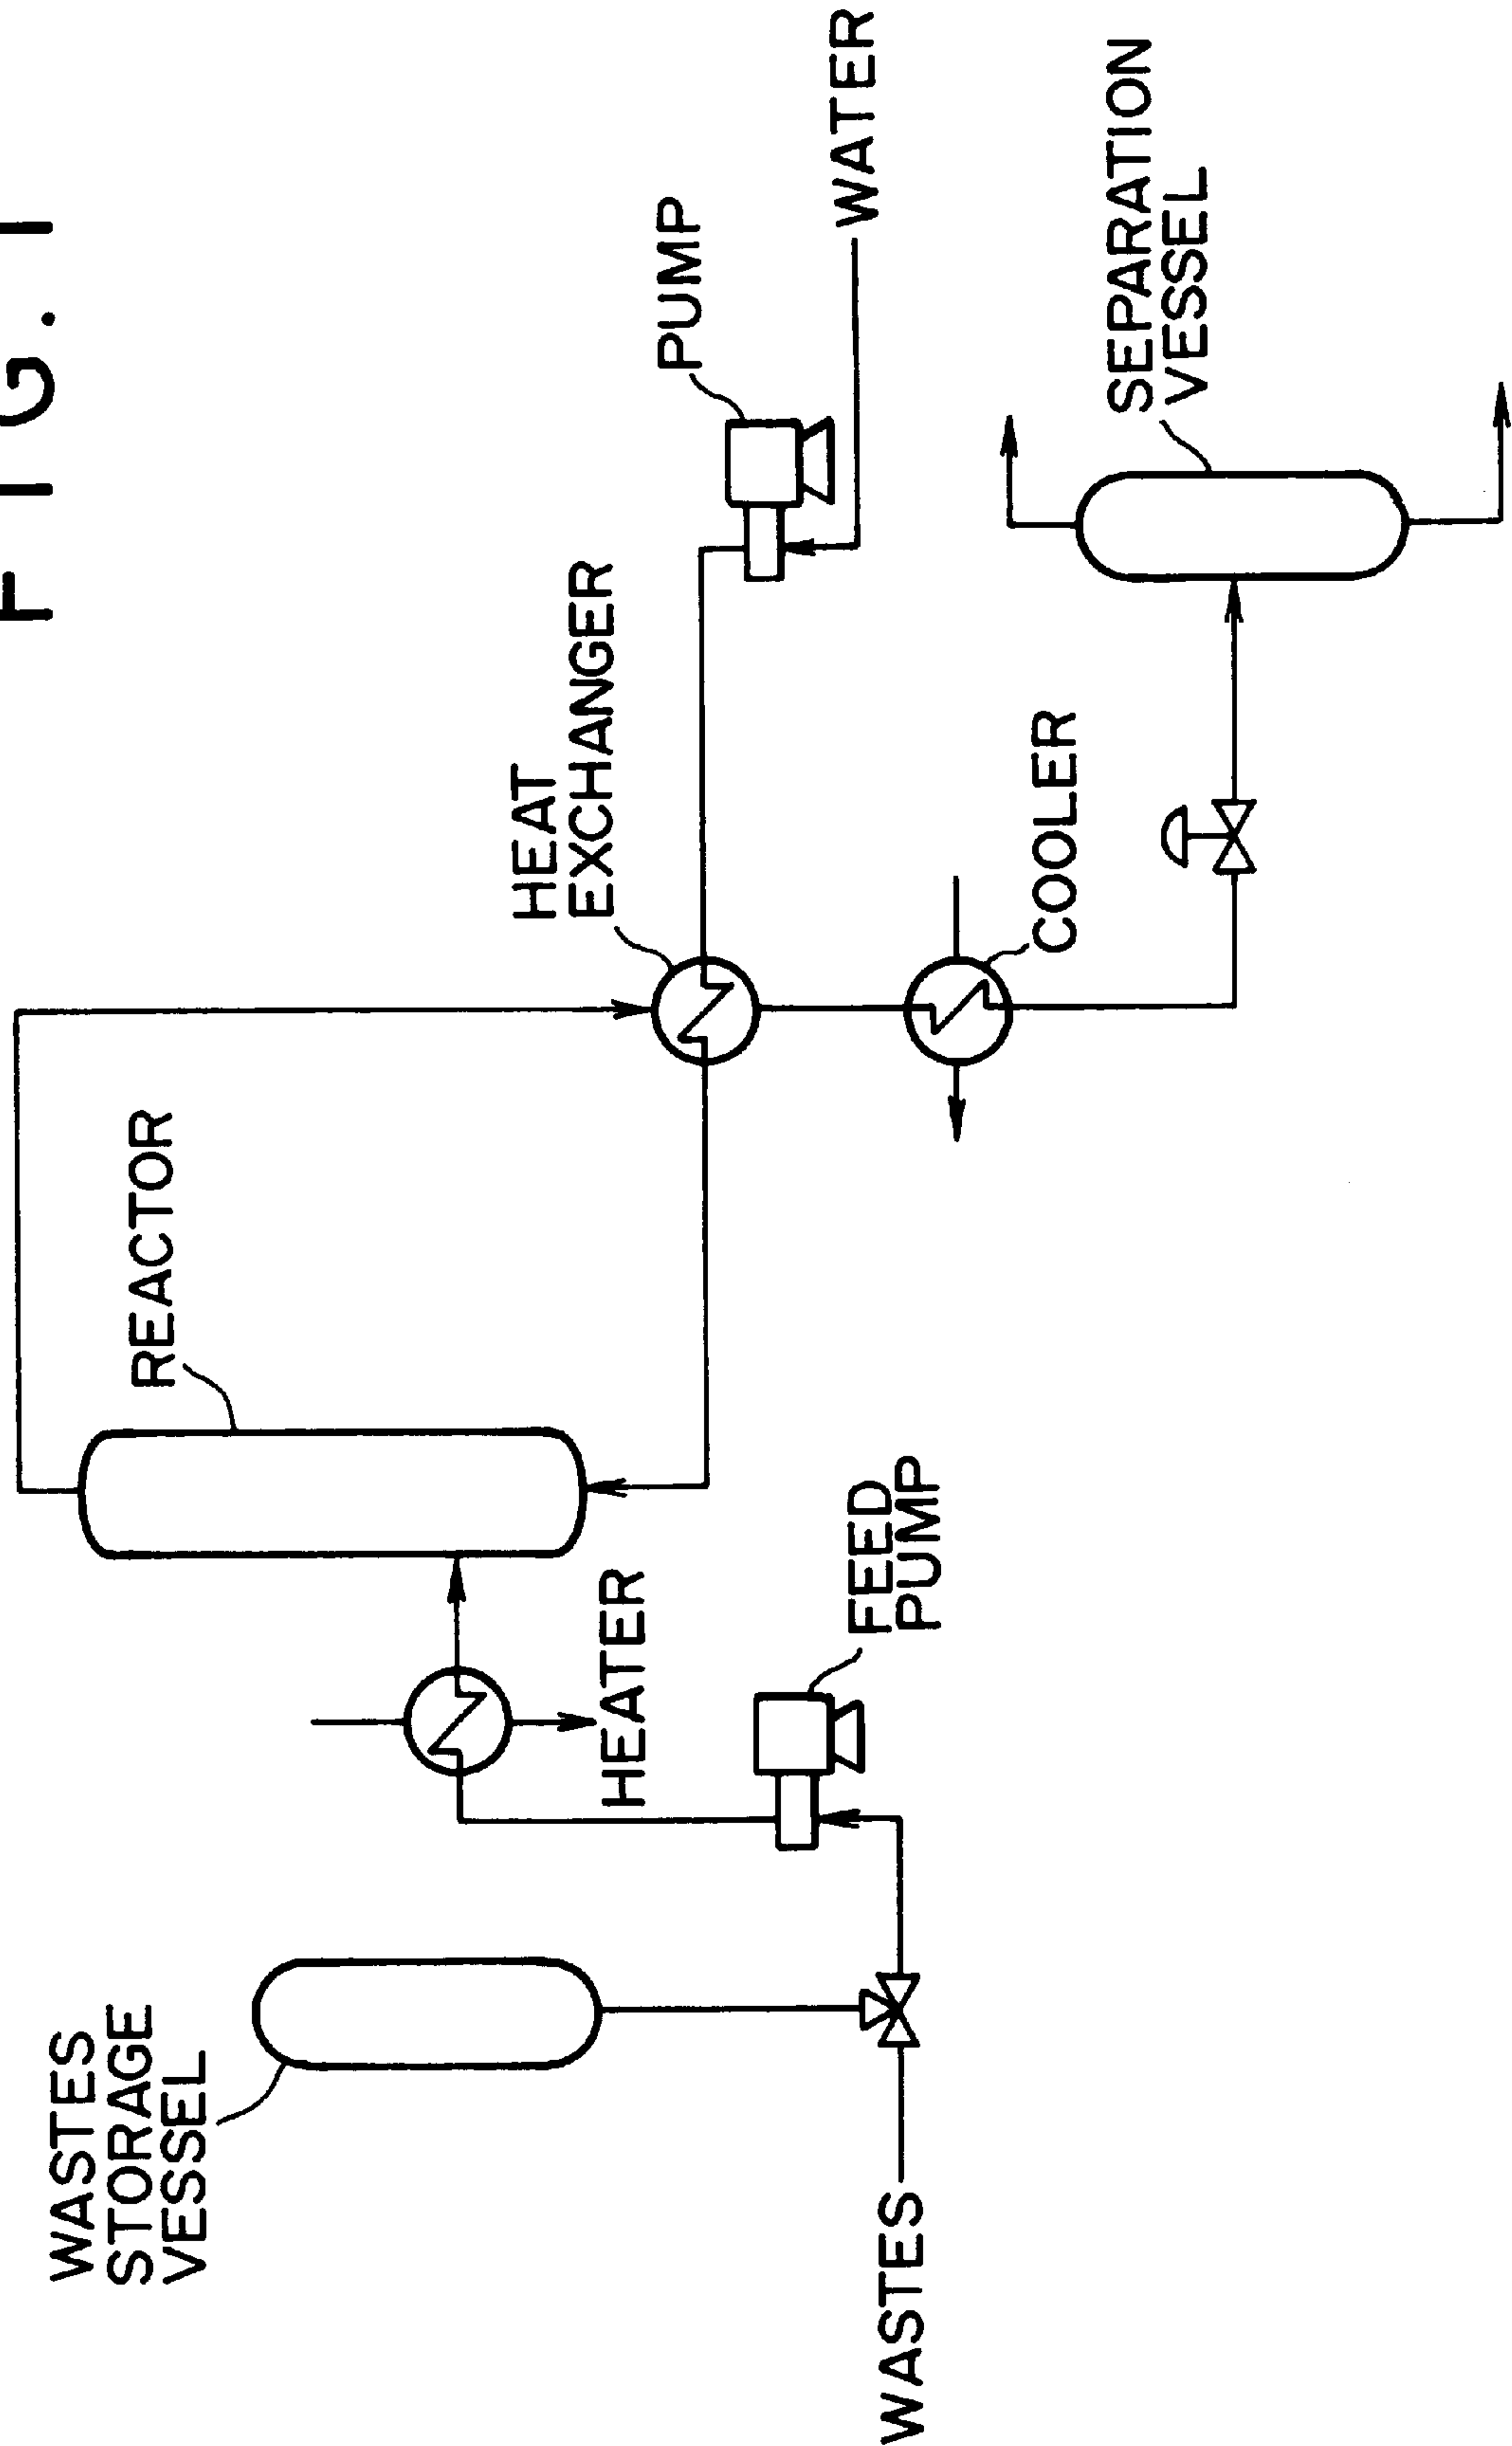 FIG. 1
WASTES
STORAGE
VESSEL
REACTOR
HEATER
HEAT
EXCHANGER
PUMP
WATER
FEED
PUMP
WASTES
COOLER
SEPARATION
VESSEL